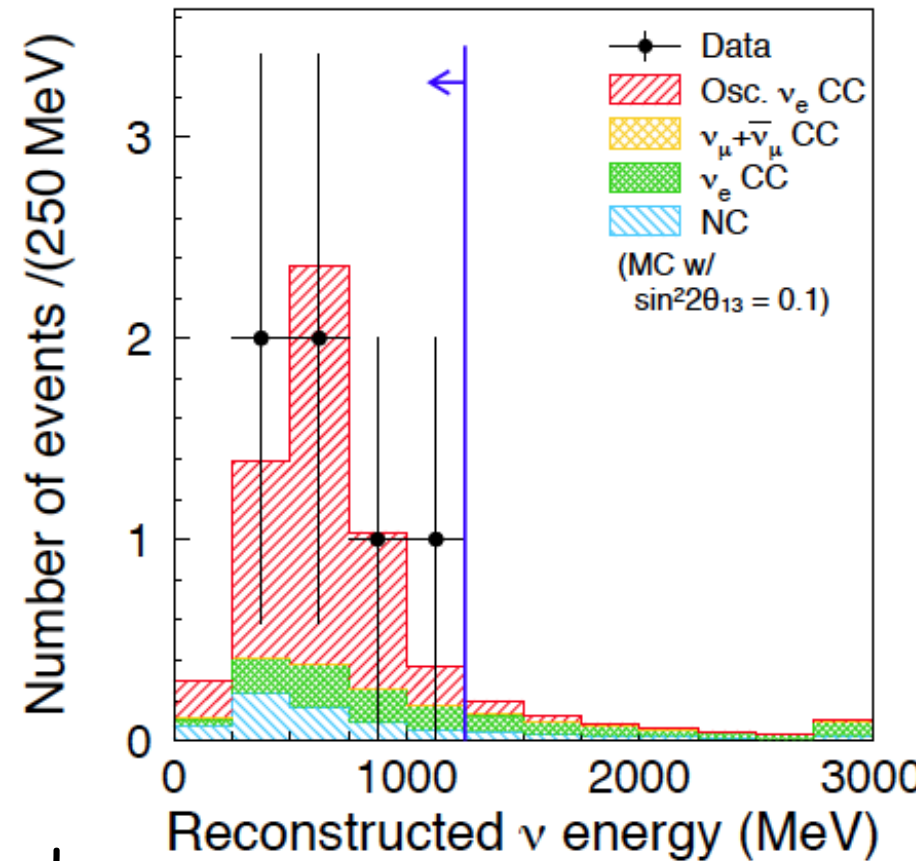 Number of events /(250 MeV)
3
2
1
0
Data
Osc. νe CC
νμ+ν̅μ CC
νe CC
NC
(MC w/
sin²2θ₁₃ = 0.1)
0
1000
2000
3000
Reconstructed ν energy (MeV)